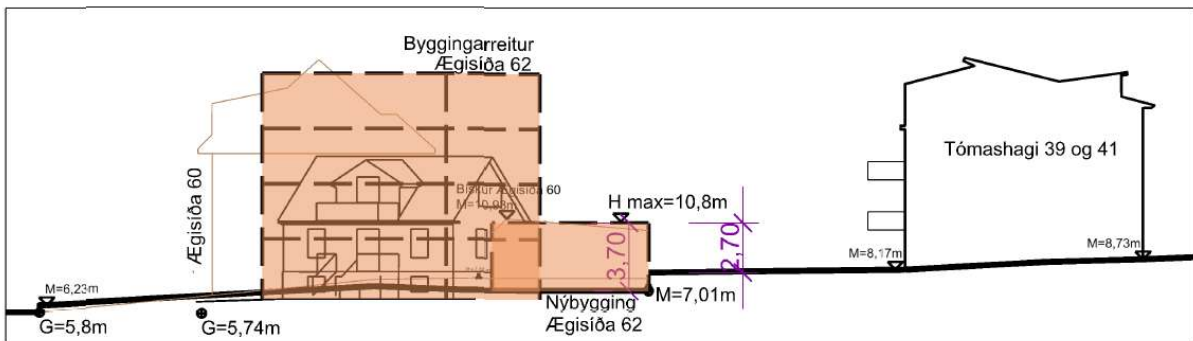 Byggingarreitur
Ægisíða 62
Tómashagi 39 og 41
Ægisíða 60
Bílskúr Ægisíða 60
M=10,93m
H max=10,8m
3,70
2,70
M=8,17m
M=8,73m
M=6,23m
M=7,01m
Nýbygging
Ægisíða 62
G=5,8m
G=5,74m